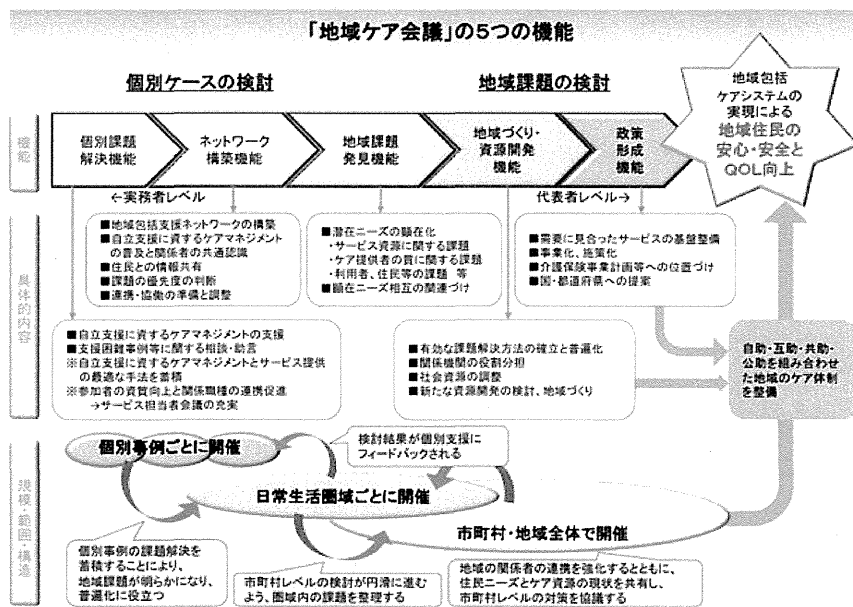 「地域ケア会議」の5つの機能
個別ケースの検討
地域課題の検討
機能
個別課題
解決機能
ネットワーク
構築機能
地域課題
発見機能
地域づくり・
資源開発
機能
政策
形成
機能
地域包括
ケアシステムの
実現による
地域住民の
安心・安全と
QOL向上
←実務者レベル
代表者レベル→
具体的内容
■地域包括支援ネットワークの構築
■自立支援に資するケアマネジメント
の普及と関係者の共通認識
■住民との情報共有
■課題の優先度の判断
■連携・協働の準備と調整
■潜在ニーズの顕在化
・サービス資源に関する課題
・ケア提供者の質に関する課題
・利用者、住民等の課題 等
■顕在ニーズ相互の関連づけ
■需要に見合ったサービスの基盤整備
■事業化、施策化
■介護保険事業計画等への位置づけ
■国・都道府県への提案
■自立支援に資するケアマネジメントの支援
■支援困難事例等に関する相談・助言
※自立支援に資するケアマネジメントとサービス提供
の最適な手法を蓄積
※参加者の資質向上と関係職種の連携促進
→サービス担当者会議の充実
■有効な課題解決方法の確立と普遍化
■関係機関の役割分担
■社会資源の調整
■新たな資源開発の検討、地域づくり
自助・互助・共助・
公助を組み合わせ
た地域のケア体制
を整備
規模・範囲・構造
個別事例ごとに開催
検討結果が個別支援に
フィードバックされる
日常生活圏域ごとに開催
市町村・地域全体で開催
個別事例の課題解決を
蓄積することにより、
地域課題が明らかになり、
普遍化に役立つ
市町村レベルの検討が円滑に進む
よう、圏域内の課題を整理する
地域の関係者の連携を強化するとともに、
住民ニーズとケア資源の現状を共有し、
市町村レベルの対策を協議する